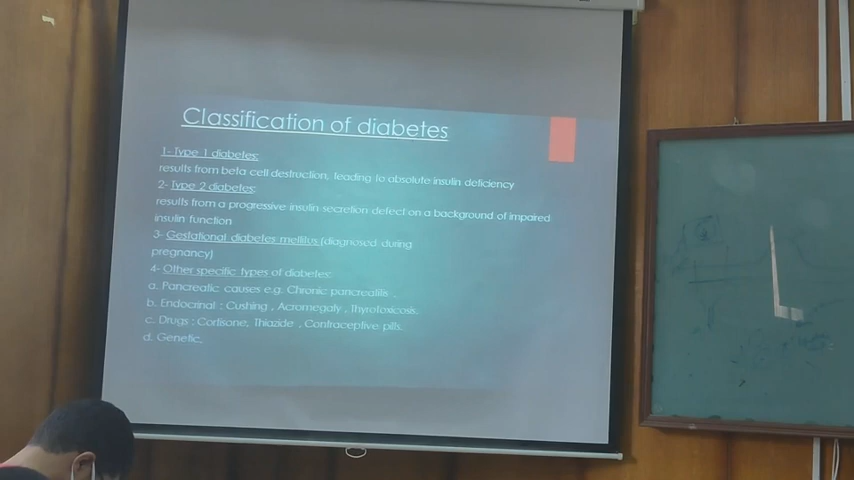 Classification of diabetes
1- Type 1 diabetes:
results from beta cell destruction, leading to absolute insulin deficiency
2- Type 2 diabetes:
results from a progressive insulin secretion defect on a background of impaired
insulin function
3- Gestational diabetes mellitus (diagnosed during
pregnancy)
4- Other specific types of diabetes:
a. Pancreatic causes e.g. Chronic pancreatitis .
b. Endocrinal : Cushing , Acromegaly , Thyrotoxicosis.
c. Drugs : Cortisone, Thiazide , Contraceptive pills.
d. Genetic.